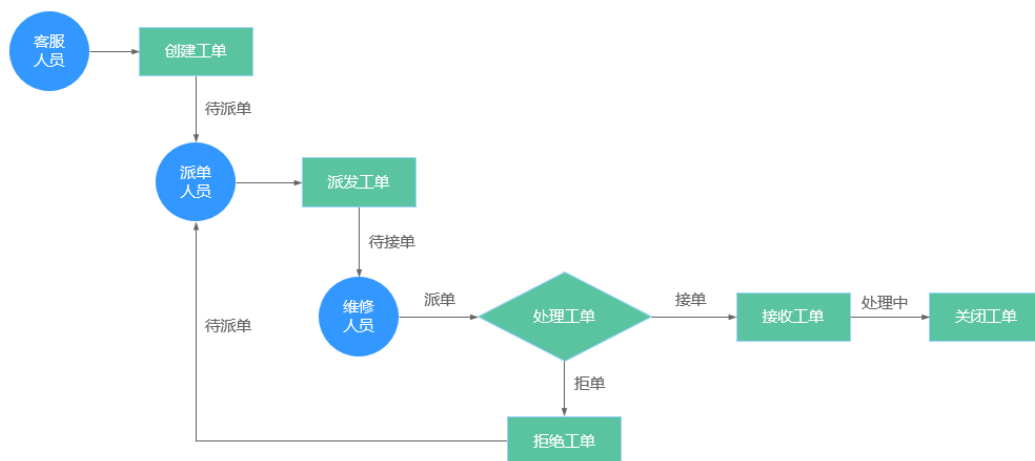 客服
人员
创建工单
待派单
派单
人员
派发工单
待接单
维修
人员
派单
处理工单
接单
接收工单
处理中
关闭工单
待派单
拒单
拒绝工单